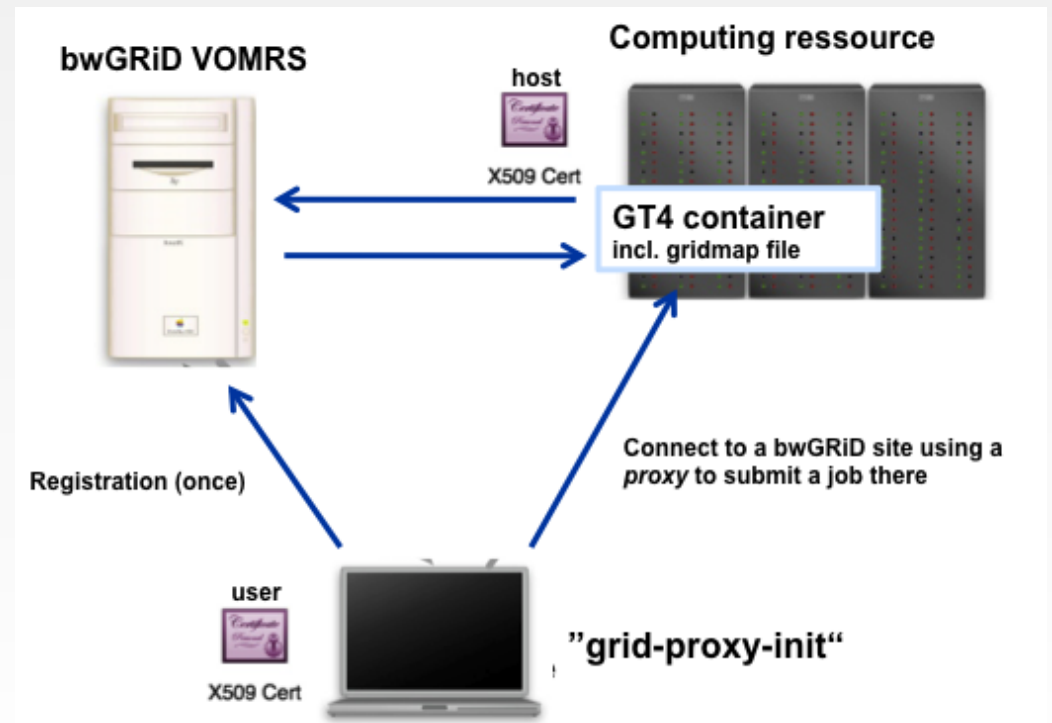 bwGRiD VOMRS
Computing ressource
host
X509 Cert
GT4 container
incl. gridmap file
Registration (once)
Connect to a bwGRiD site using a
proxy to submit a job there
user
X509 Cert
”grid-proxy-init“